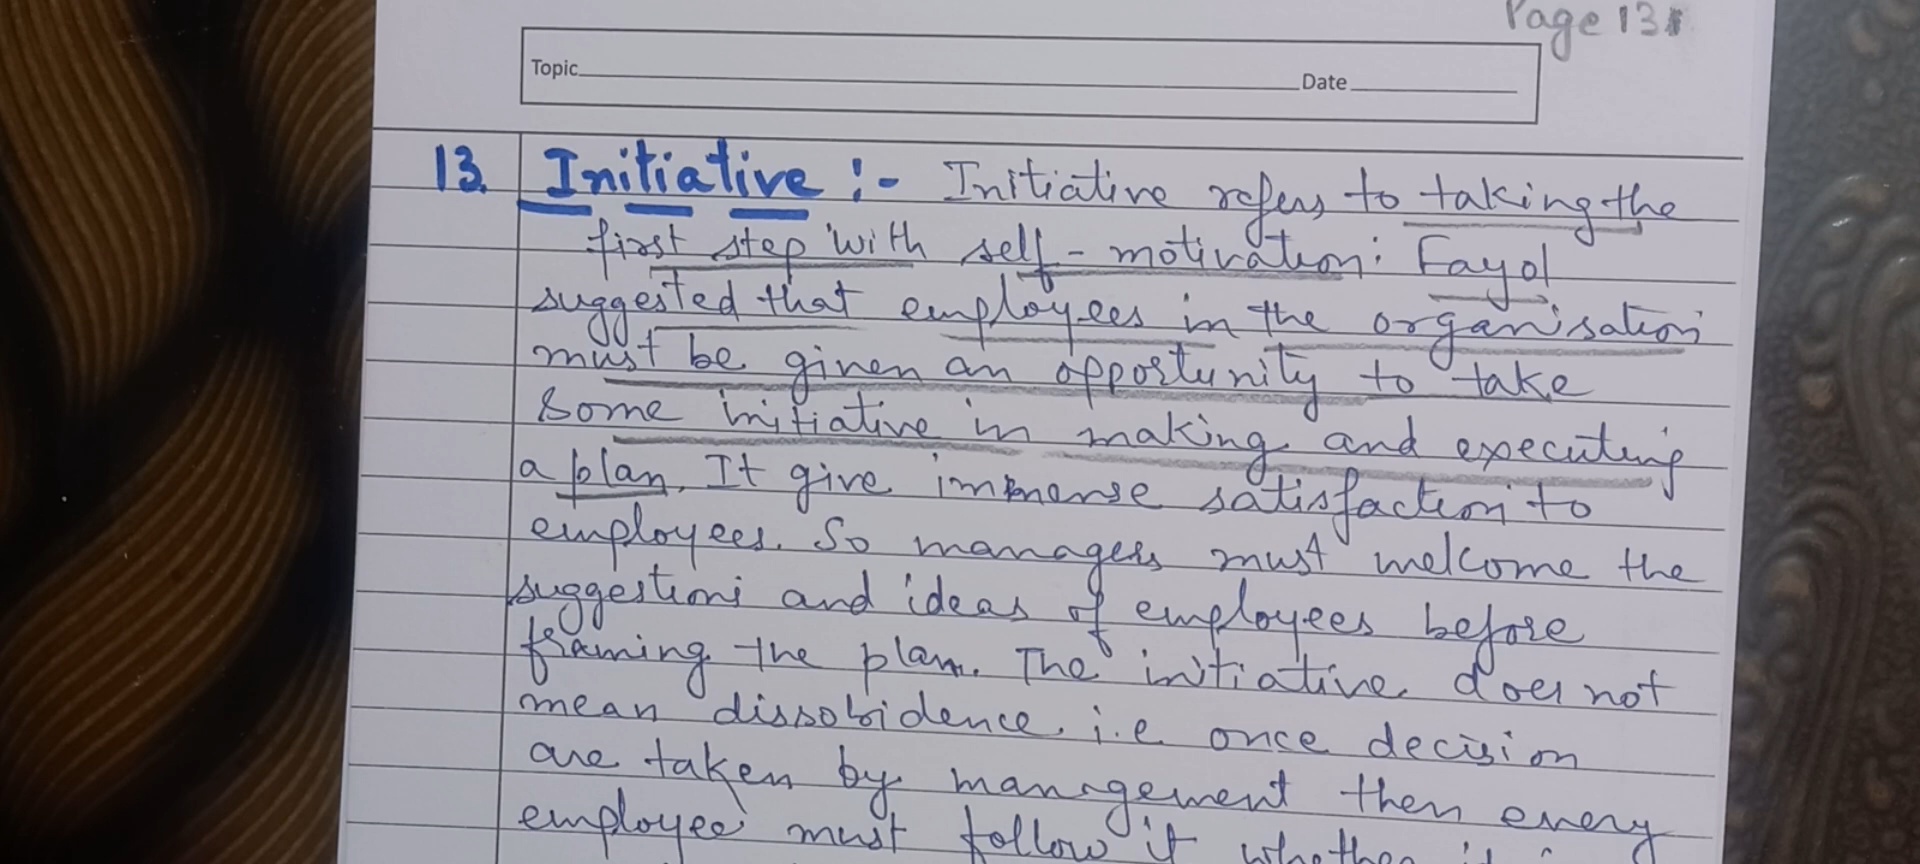 Page 13
Topic Date
13. Initiative :- Initiative refers to taking the
first step with self-motivation. Fayol
suggested that employees in the organisation
must be given an opportunity to take
some initiative in making and executing
a plan. It give immense satisfaction to
employees. So managers must welcome the
suggestions and ideas of employees before
framing the plan. The initiative does not
mean dissobidence, i.e once decision
are taken by management then every
employee must follow it whether it